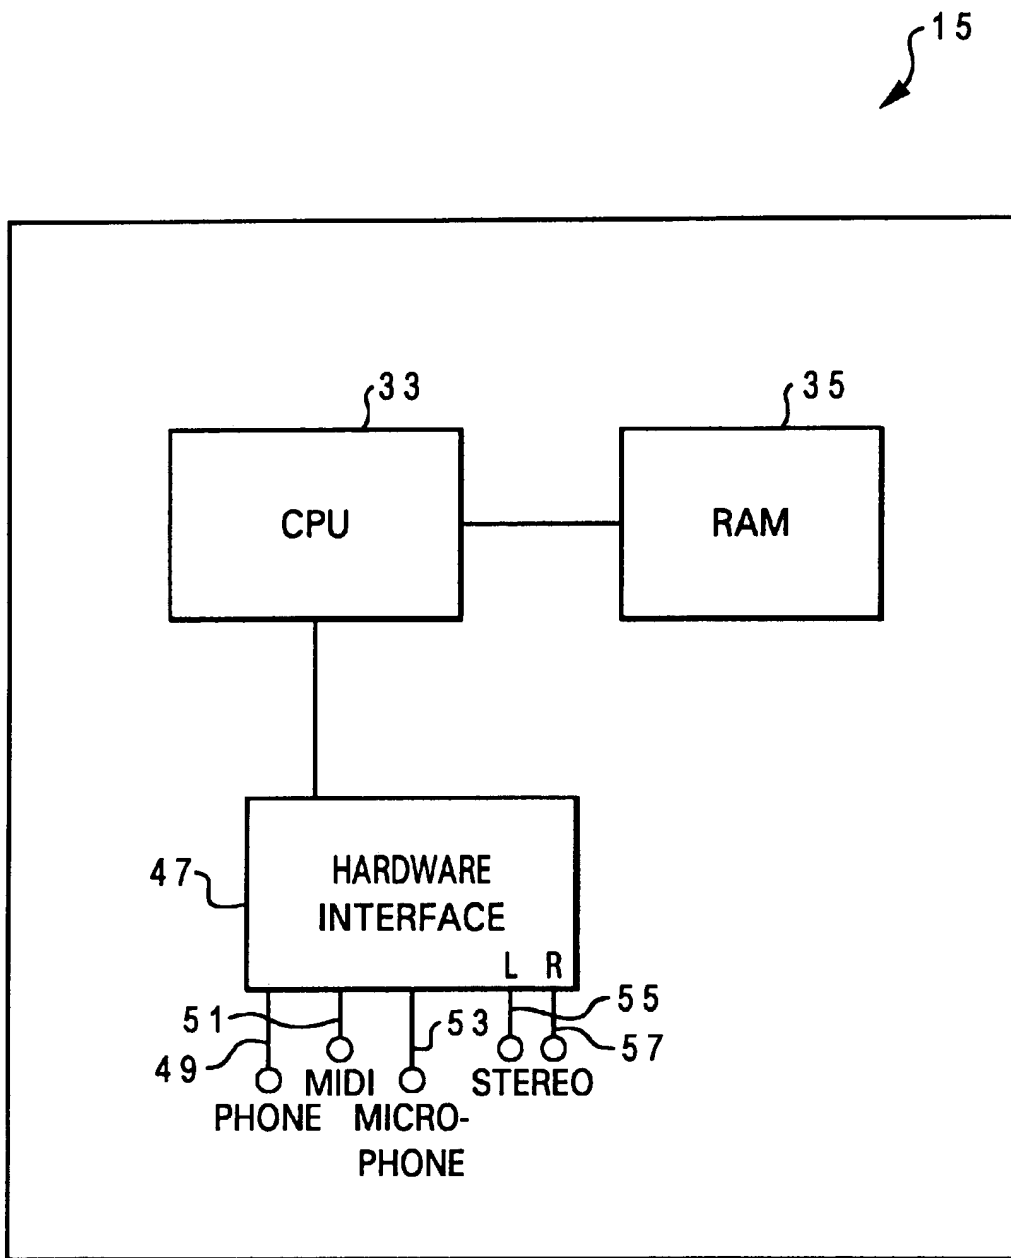 15
33
35
CPU
RAM
47
HARDWARE
INTERFACE
L R
51
53
55
49
57
MIDI
STEREO
PHONE
MICRO-
PHONE